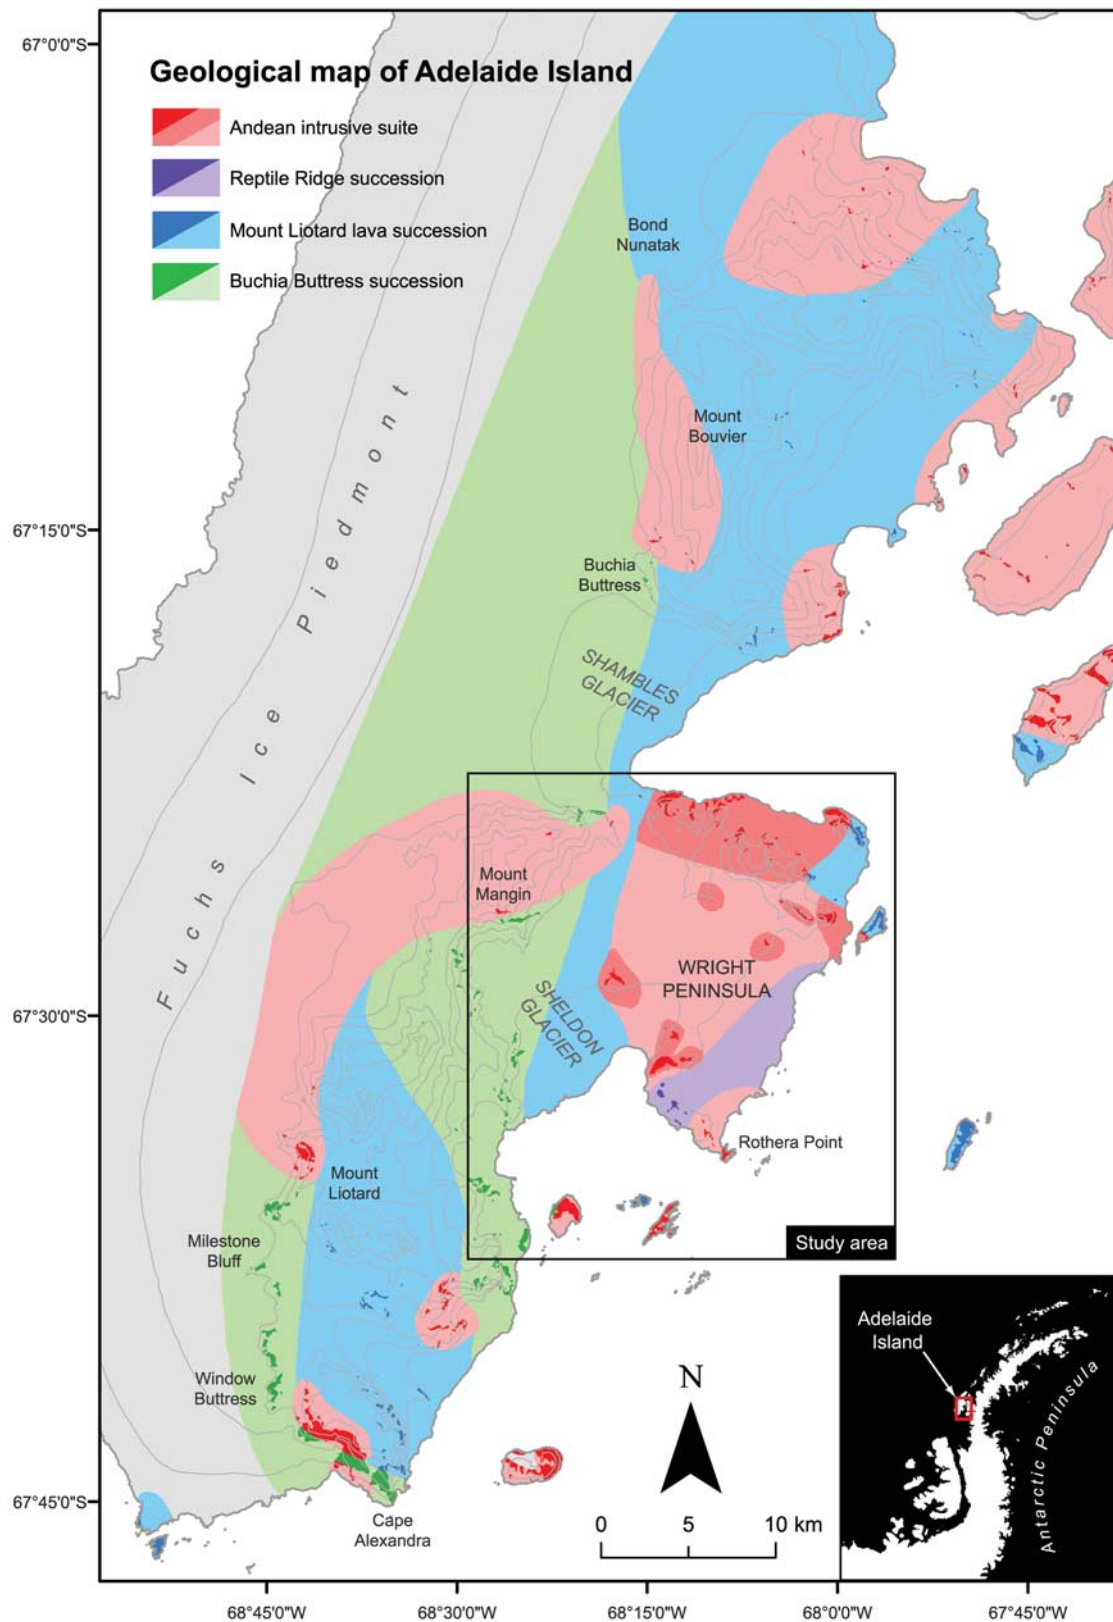 Geological map of Adelaide Island
Andean intrusive suite
Reptile Ridge succession
Mount Liotard lava succession
Buchia Buttress succession
67°0'0"S
67°15'0"S
67°30'0"S
67°45'0"S
Bond
Nunatak
Mount
Bouvier
Fuchs Ice Piedmont
Buchia
Buttress
SHAMBLES
GLACIER
Mount
Mangin
WRIGHT
PENINSULA
SHELDON
GLACIER
Rothera Point
Mount
Liotard
Milestone
Bluff
Study area
Window
Buttress
Cape
Alexandra
N
0 5 10 km
Adelaide
Island
Antarctic Peninsula
68°45'0"W 68°30'0"W 68°15'0"W 68°0'0"W 67°45'0"W